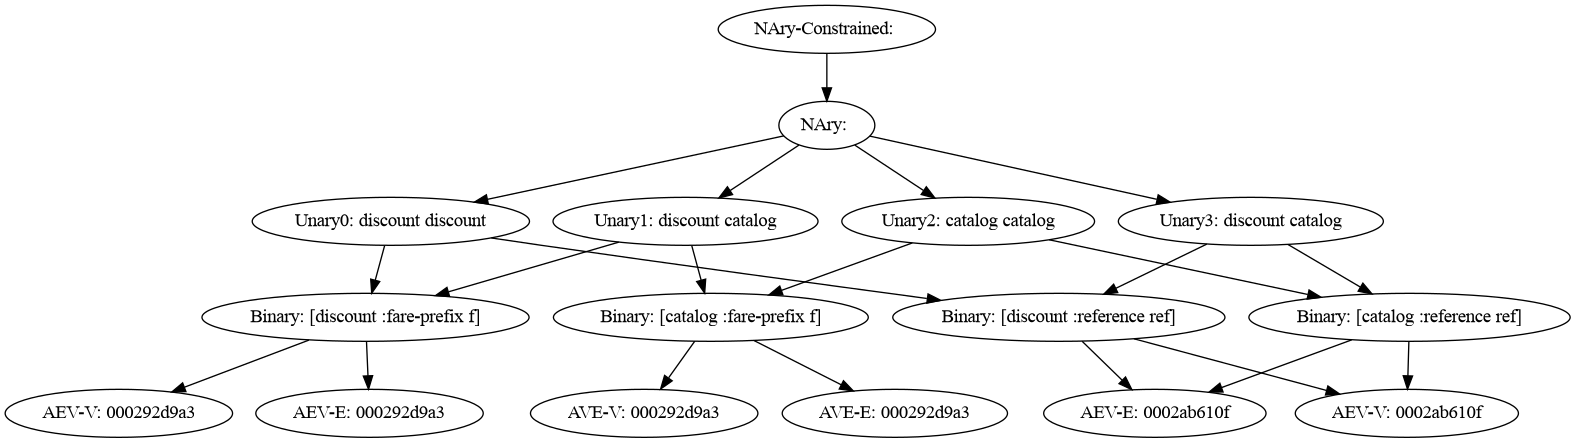 NAry-Constrained:
NAry:
Unary0: discount discount
Unary1: discount catalog
Unary2: catalog catalog
Unary3: discount catalog
Binary: [discount :fare-prefix f]
Binary: [catalog :fare-prefix f]
Binary: [discount :reference ref]
Binary: [catalog :reference ref]
AEV-V: 000292d9a3
AEV-E: 000292d9a3
AVE-V: 000292d9a3
AVE-E: 000292d9a3
AEV-E: 0002ab610f
AEV-V: 0002ab610f